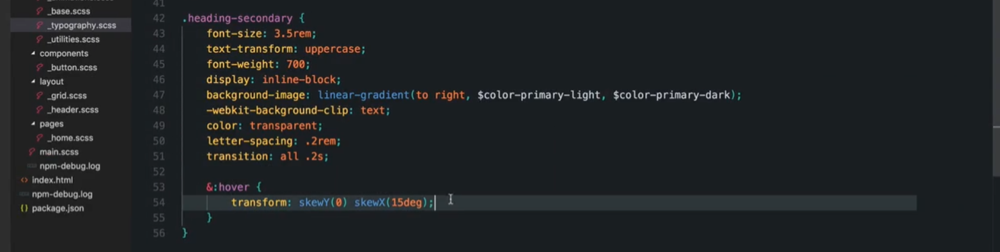 _base.scss
_typography.scss
_utilities.scss
components
_button.scss
layout
_grid.scss
_header.scss
pages
_home.scss
main.scss
npm-debug.log
index.html
npm-debug.log
package.json
41
42 .heading-secondary {
43 font-size: 3.5rem;
44 text-transform: uppercase;
45 font-weight: 700;
46 display: inline-block;
47 background-image: linear-gradient(to right, $color-primary-light, $color-primary-dark);
48 -webkit-background-clip: text;
49 color: transparent;
50 letter-spacing: .2rem;
51 transition: all .2s;
52
53 &:hover {
54 transform: skewY(0) skewX(15deg);
55 }
56 }